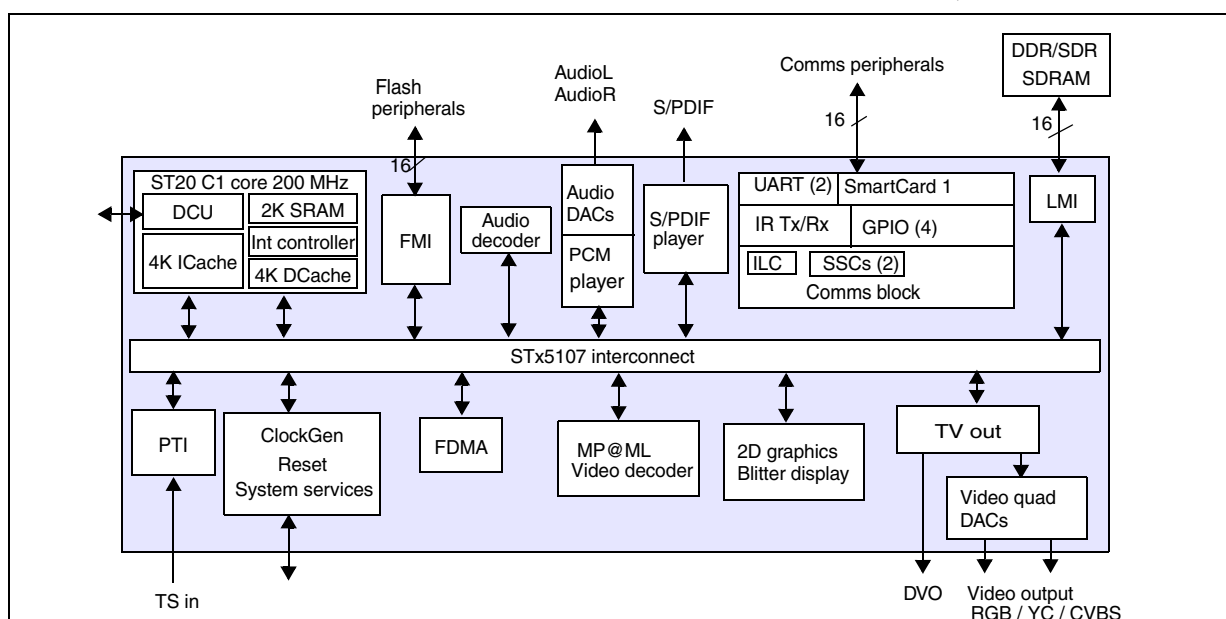 DDR/SDR
SDRAM
Comms peripherals
AudioL
AudioR
Flash
peripherals
S/PDIF
16
16
16
ST20 C1 core 200 MHz
DCU
2K SRAM
Int controller
4K ICache
4K DCache
FMI
Audio
decoder
Audio
DACs
PCM
player
S/PDIF
player
UART (2)
SmartCard 1
IR Tx/Rx
GPIO (4)
ILC
SSCs (2)
Comms block
LMI
STx5107 interconnect
PTI
ClockGen
Reset
System services
FDMA
MP@ML
Video decoder
2D graphics
Blitter display
TV out
Video quad
DACs
TS in
DVO
Video output
RGB / YC / CVBS